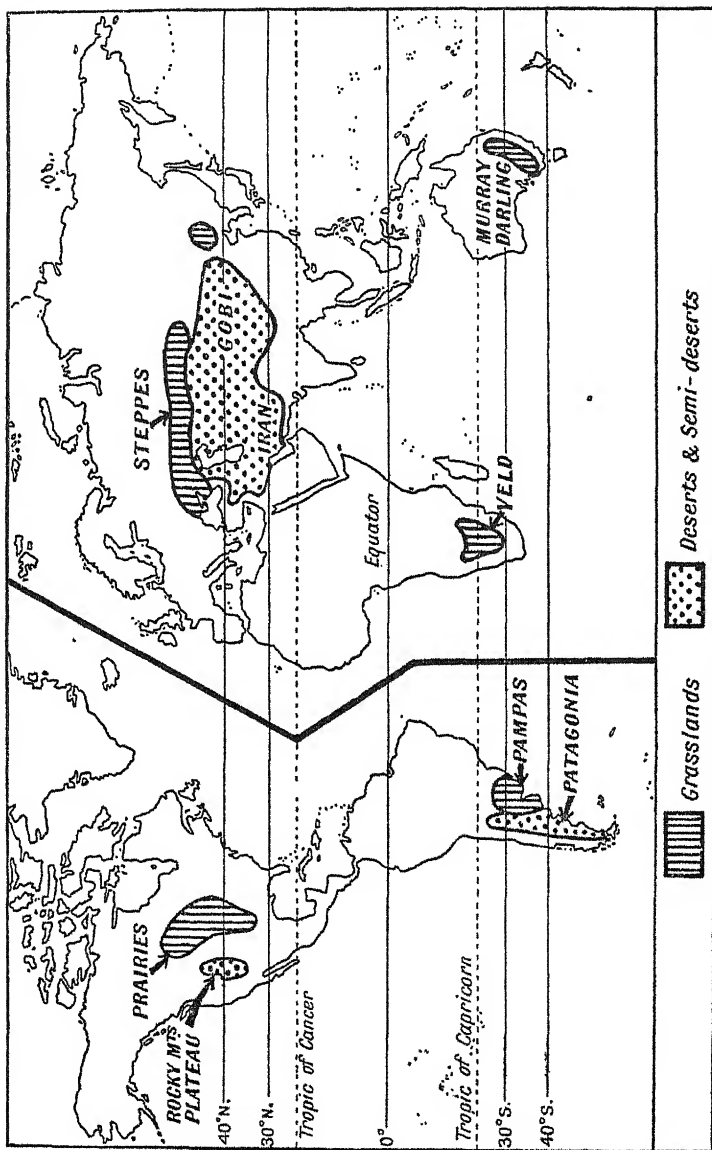 PRAIRIES
ROCKY MTS
PLATEAU
STEPPES
GOBI
IRAN
40°N.
30°N.
Tropic of Cancer
Equator
0°
Tropic of Capricorn
30°S.
40°S.
PAMPAS
PATAGONIA
VELD
MURRAY
DARLING
Grasslands
Deserts & Semi-deserts